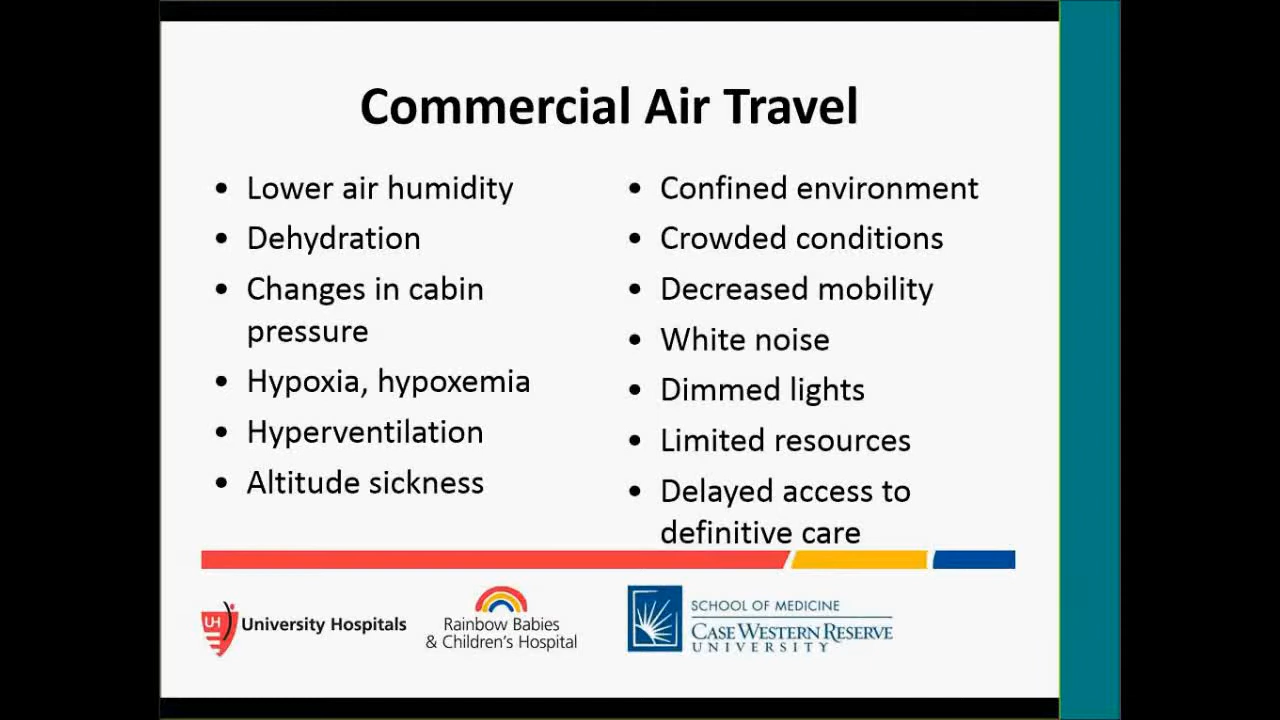 Commercial Air Travel
• Lower air humidity
• Dehydration
• Changes in cabin
pressure
• Hypoxia, hypoxemia
• Hyperventilation
• Altitude sickness
• Confined environment
• Crowded conditions
• Decreased mobility
• White noise
• Dimmed lights
• Limited resources
• Delayed access to
definitive care
UH
University Hospitals
Rainbow Babies
& Children's Hospital
SCHOOL OF MEDICINE
CASE WESTERN RESERVE
UNIVERSITY